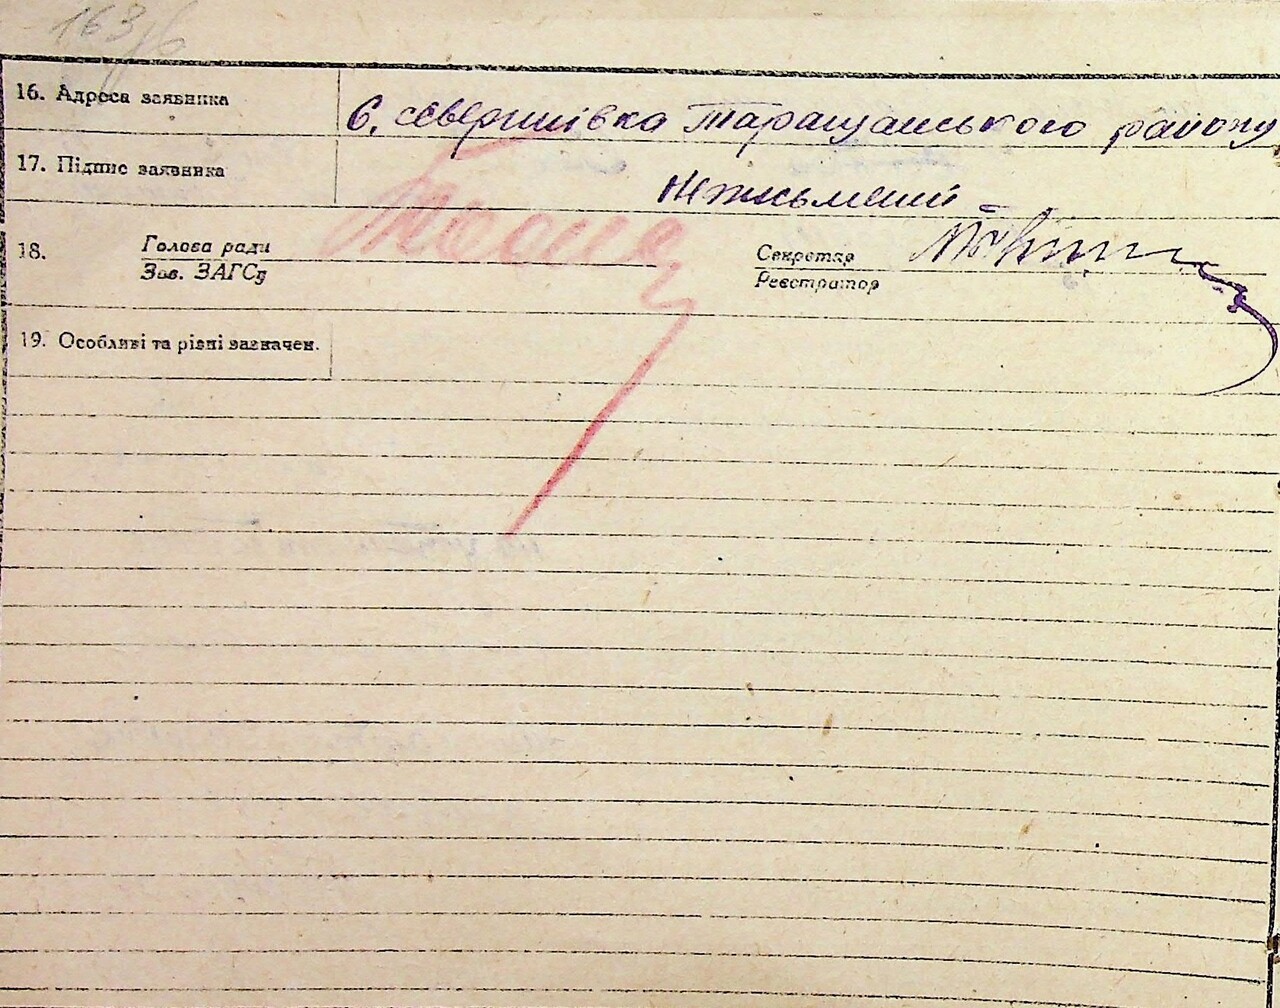 163
16. Адреса заявника
С. северинівка Таращанського району
17. Підпис заявника
неписьмений
18. Голова ради
Зав. ЗАГСу
Секретар
Реєстратор
19. Особливі та різні зазначен.